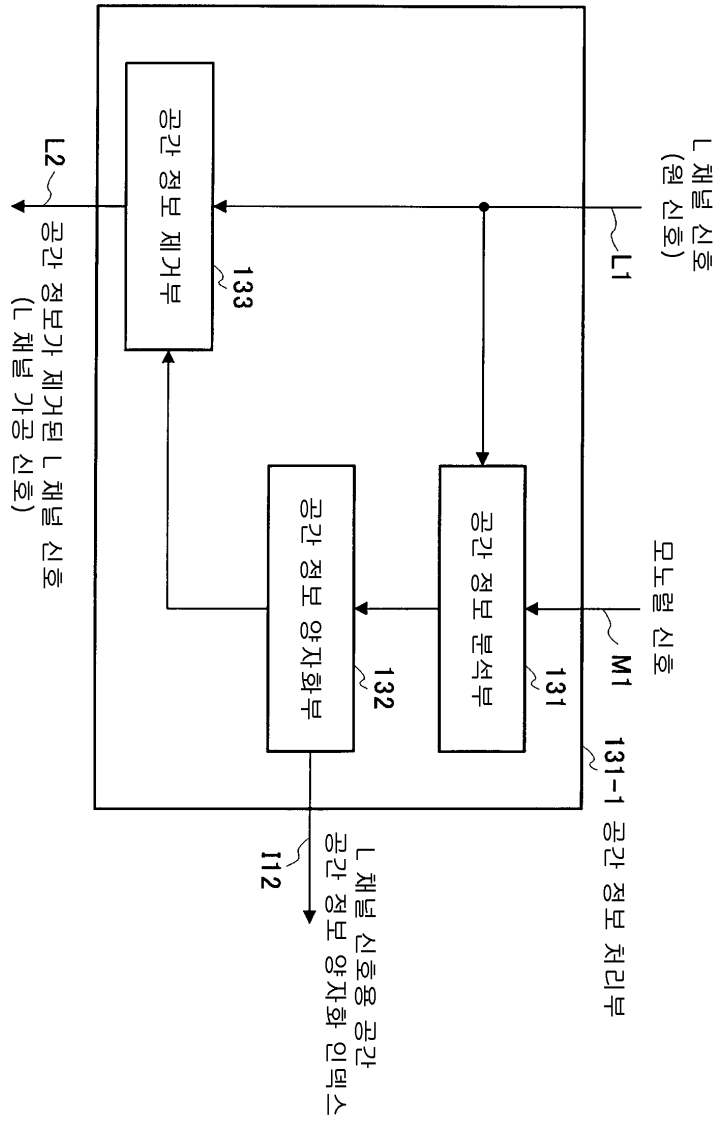 L 채널 신호
(원 신호)
모노럴 신호
L1
M1
131-1 공간 정보 처리부
131
공간 정보 분석부
132
공간 정보 양자화부
L 채널 신호용 공간
공간 정보 양자화 인덱스
I12
133
공간 정보 제거부
L2
공간 정보가 제거된 L 채널 신호
(L 채널 가공 신호)